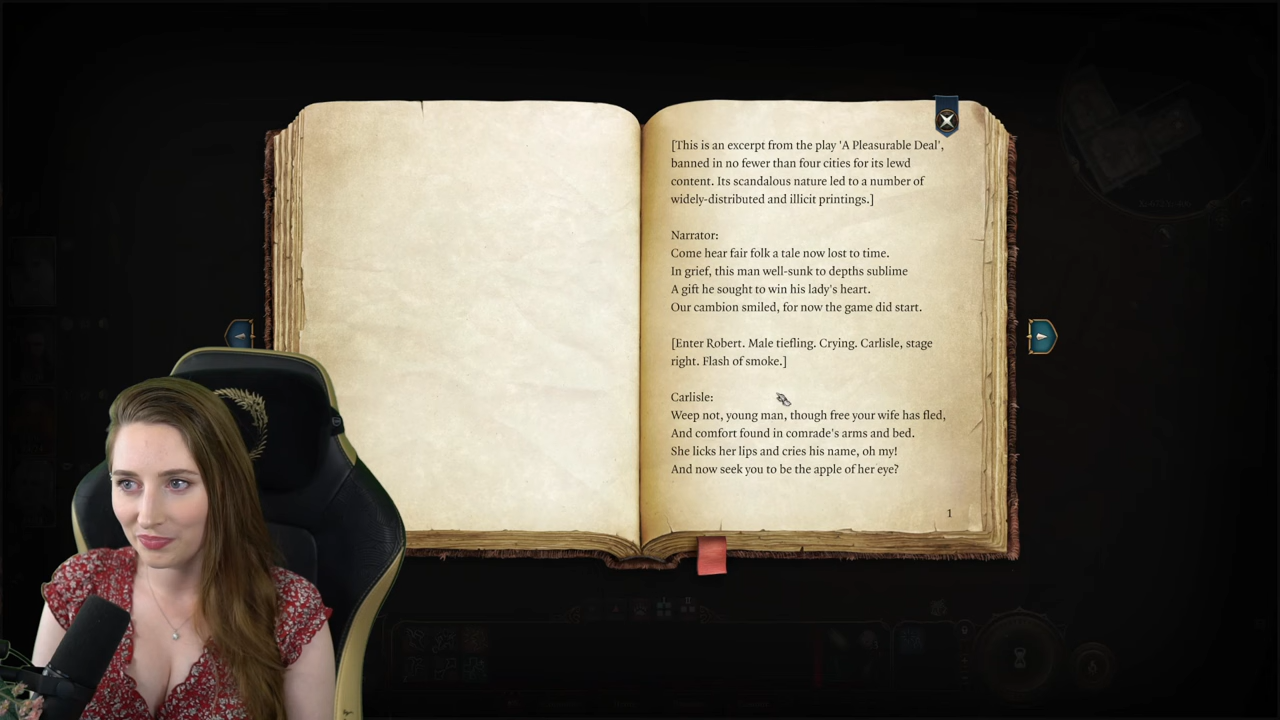 [This is an excerpt from the play 'A Pleasurable Deal',
banned in no fewer than four cities for its lewd
content. Its scandalous nature led to a number of
widely-distributed and illicit printings.]
Narrator:
Come hear fair folk a tale now lost to time.
In grief, this man well-sunk to depths sublime
A gift he sought to win his lady's heart.
Our cambion smiled, for now the game did start.
[Enter Robert. Male tiefling. Crying. Carlisle, stage
right. Flash of smoke.]
Carlisle:
Weep not, young man, though free your wife has fled,
And comfort found in comrade's arms and bed.
She licks her lips and cries his name, oh my!
And now seek you to be the apple of her eye?
1